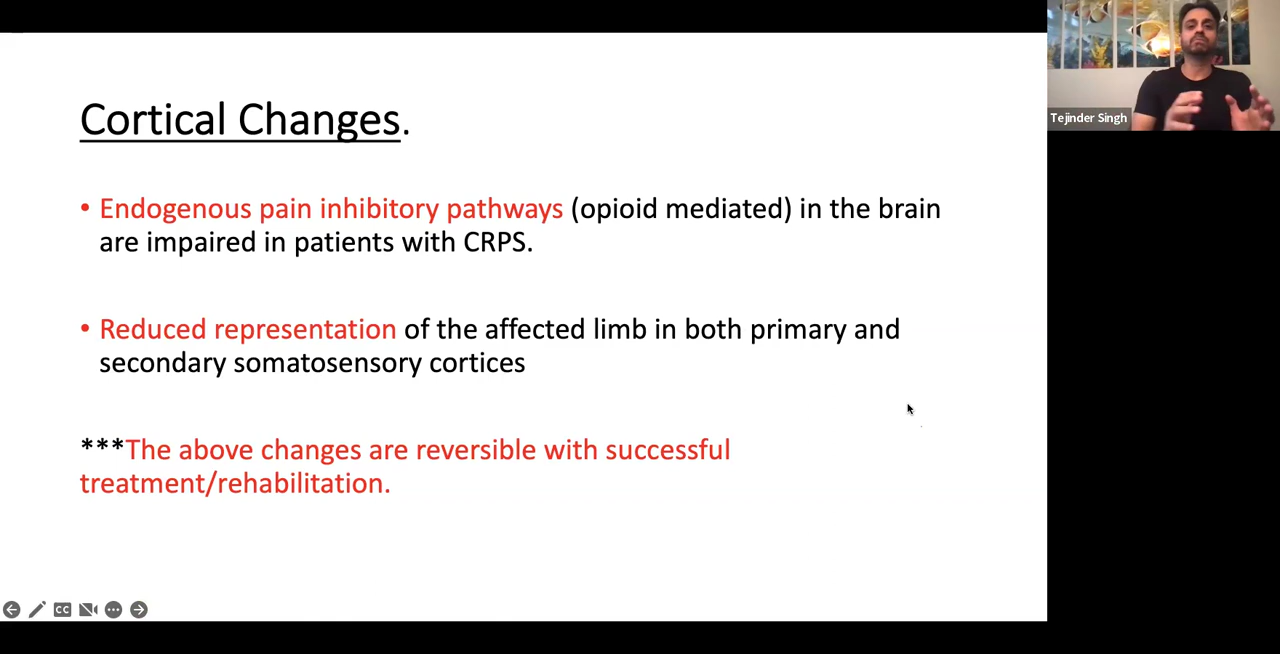 Cortical Changes.
• Endogenous pain inhibitory pathways (opioid mediated) in the brain
are impaired in patients with CRPS.
• Reduced representation of the affected limb in both primary and
secondary somatosensory cortices
***The above changes are reversible with successful
treatment/rehabilitation.
Tejinder Singh
CC